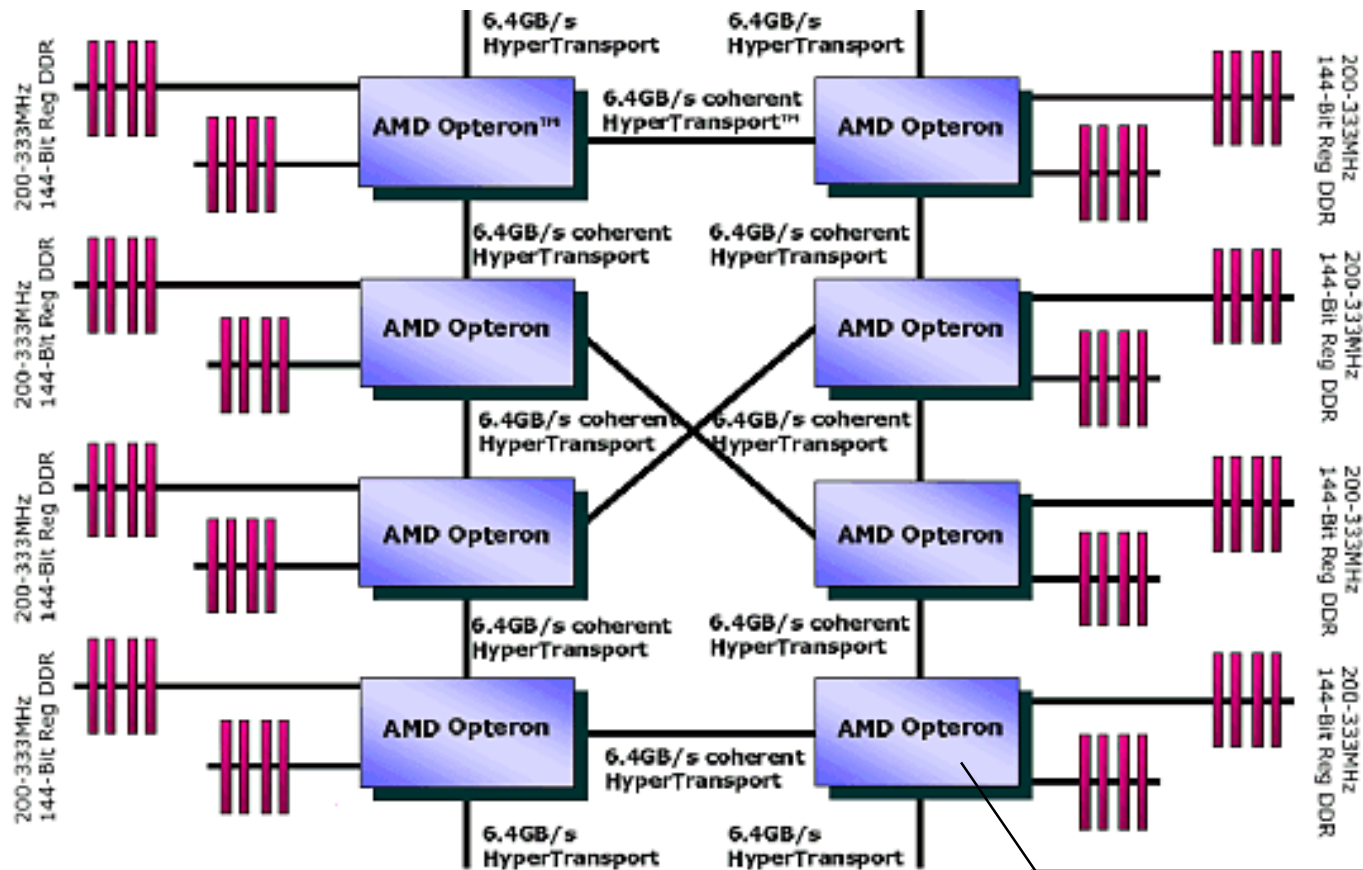 6.4GB/s
HyperTransport
6.4GB/s
HyperTransport
200-333MHz
144-Bit Reg DDR
AMD Opteron™
6.4GB/s coherent
HyperTransport™
AMD Opteron
200-333MHz
144-Bit Reg DDR
6.4GB/s coherent
HyperTransport
6.4GB/s coherent
HyperTransport
200-333MHz
144-Bit Reg DDR
AMD Opteron
AMD Opteron
200-333MHz
144-Bit Reg DDR
6.4GB/s coherent
HyperTransport
6.4GB/s coherent
HyperTransport
200-333MHz
144-Bit Reg DDR
AMD Opteron
AMD Opteron
200-333MHz
144-Bit Reg DDR
6.4GB/s coherent
HyperTransport
6.4GB/s coherent
HyperTransport
200-333MHz
144-Bit Reg DDR
AMD Opteron
6.4GB/s coherent
HyperTransport
AMD Opteron
200-333MHz
144-Bit Reg DDR
6.4GB/s
HyperTransport
6.4GB/s
HyperTransport